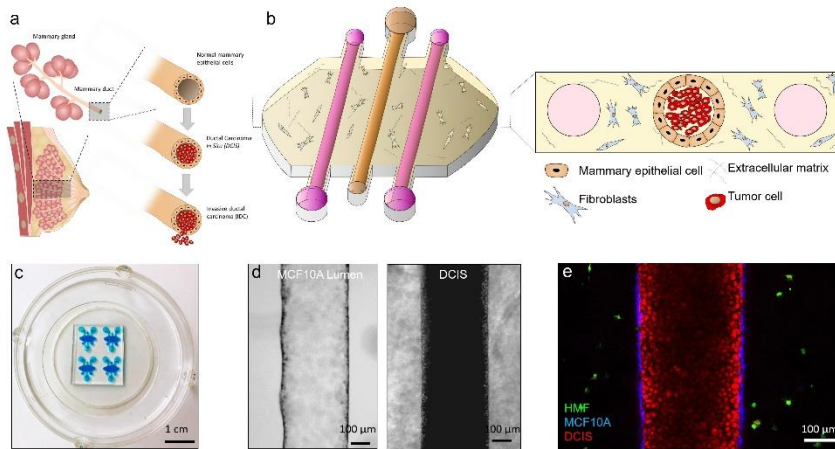 a
Mammary gland
Mammary duct
Normal mammary
epithelial cells
Ductal Carcinoma
in Situ (DCIS)
Invasive ductal
carcinoma (IDC)
b
Mammary epithelial cell
Extracellular matrix
Fibroblasts
Tumor cell
c
1 cm
d
MCF10A Lumen
100 µm
DCIS
100 µm
e
HMF
MCF10A
DCIS
100 µm